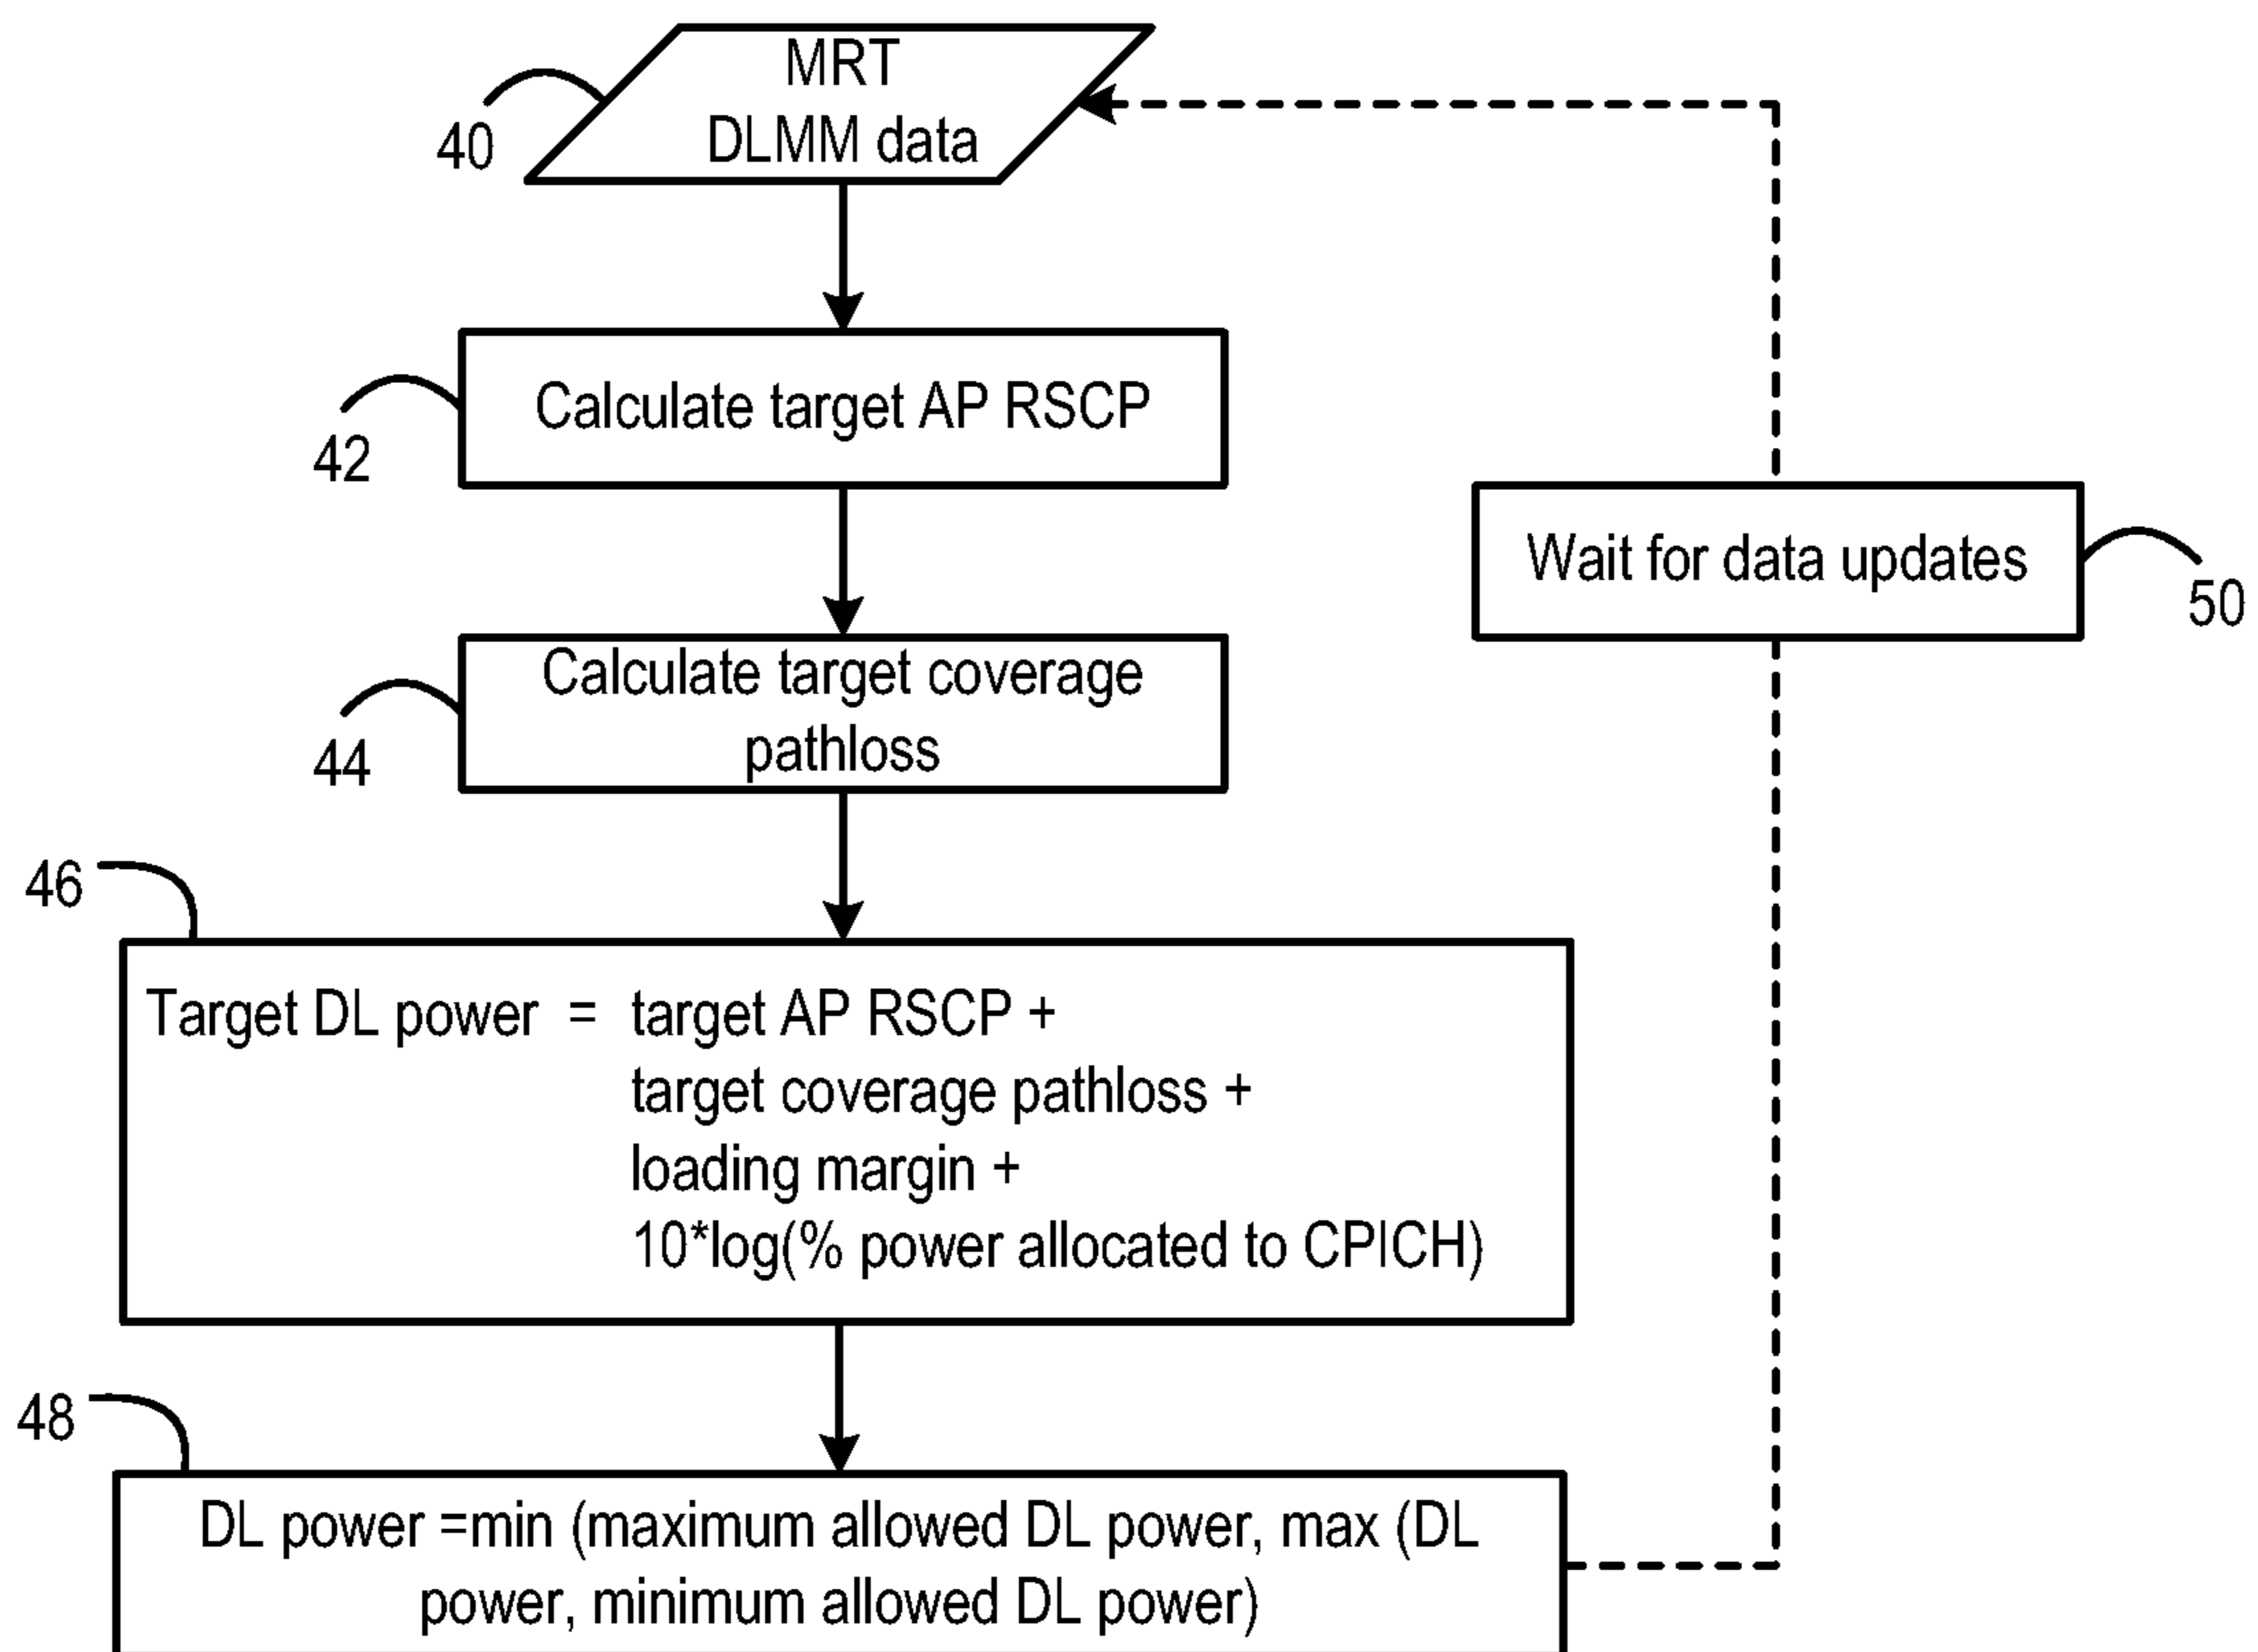 MRT
DLMM data
40
Calculate target AP RSCP
42
Wait for data updates
50
Calculate target coverage
pathloss
44
46
Target DL power = target AP RSCP +
target coverage pathloss +
loading margin +
10*log(% power allocated to CPICH)
48
DL power =min (maximum allowed DL power, max (DL
power, minimum allowed DL power)